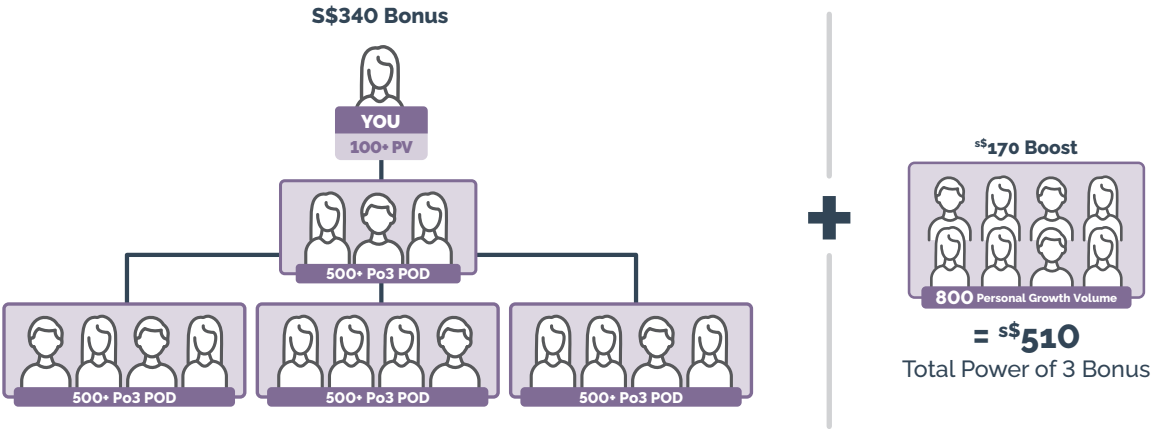 S$340 Bonus
YOU
100+ PV
500+ Po3 POD
500+ Po3 POD
500+ Po3 POD
500+ Po3 POD
+
S$170 Boost
800 Personal Growth Volume
= S$510
Total Power of 3 Bonus